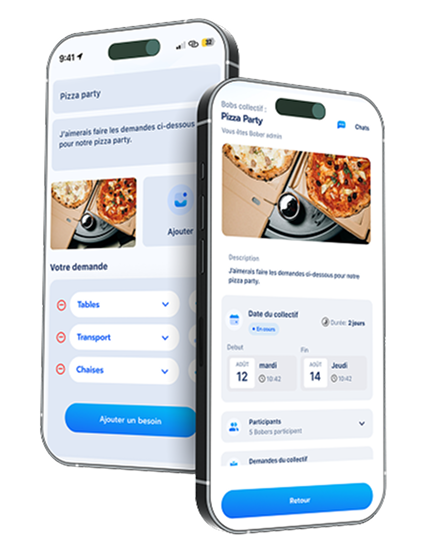 9:41
32
Pizza party
J'aimerais faire les demandes ci-dessous
pour notre pizza party.
Ajouter
Votre demande
Tables
Transport
Chaises
Ajouter un besoin
Bobs collectif :
Pizza Party
Vous êtes Bober admin
Chats
Description
J'aimerais faire les demandes ci-dessous pour notre
pizza party.
Date du collectif
En cours
Durée: 2 jours
Debut
Fin
AOÛT
12
mardi
10:42
AOÛT
14
Jeudi
10:42
Participants
5 Bobers participent
Demandes du collectif
Retour